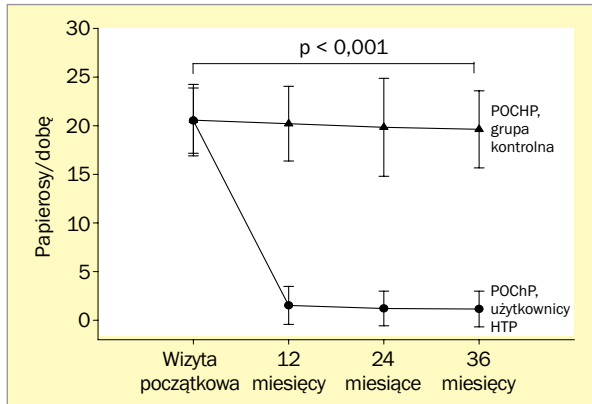 p < 0,001
30
25
20
15
10
5
0
Papierosy/dobę
POCHP,
grupa
kontrolna
POChP,
użytkownicy
HTP
Wizyta
początkowa
12
miesięcy
24
miesiące
36
miesięcy